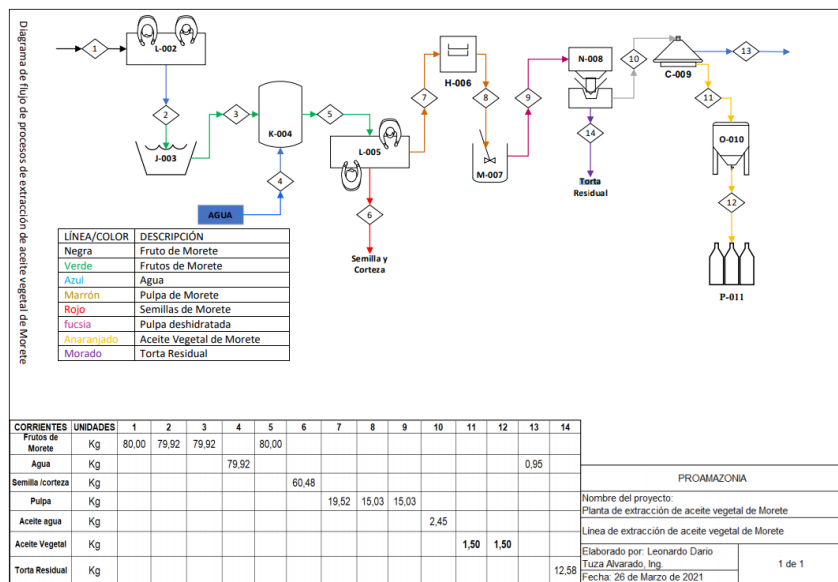 Diagrama de flujo de procesos de extracción de aceite vegetal de Morete
1
L-002
2
J-003
3
K-004
4
AGUA
5
L-005
6
Semilla y
Corteza
7
H-006
8
M-007
9
N-008
10
14
Torta
Residual
C-009
13
11
O-010
12
P-011
LÍNEA/COLOR DESCRIPCIÓN
Negra Fruto de Morete
Verde Frutos de Morete
Azul Agua
Marrón Pulpa de Morete
Rojo Semillas de Morete
fucsia Pulpa deshidratada
Anaranjado Aceite Vegetal de Morete
Morado Torta Residual
CORRIENTES UNIDADES 1 2 3 4 5 6 7 8 9 10 11 12 13 14
Frutos de
Morete Kg 80,00 79,92 79,92 80,00
Agua Kg 79,92 0,95
Semilla /corteza Kg 60,48
Pulpa Kg 19,52 15,03 15,03
Aceite agua Kg 2,45
Aceite Vegetal Kg 1,50 1,50
Torta Residual Kg 12,58
PROAMAZONIA
Nombre del proyecto:
Planta de extracción de aceite vegetal de Morete
Línea de extracción de aceite vegetal de Morete
Elaborado por: Leonardo Dario
Tuza Alvarado, Ing.
Fecha: 26 de Marzo de 2021
1 de 1